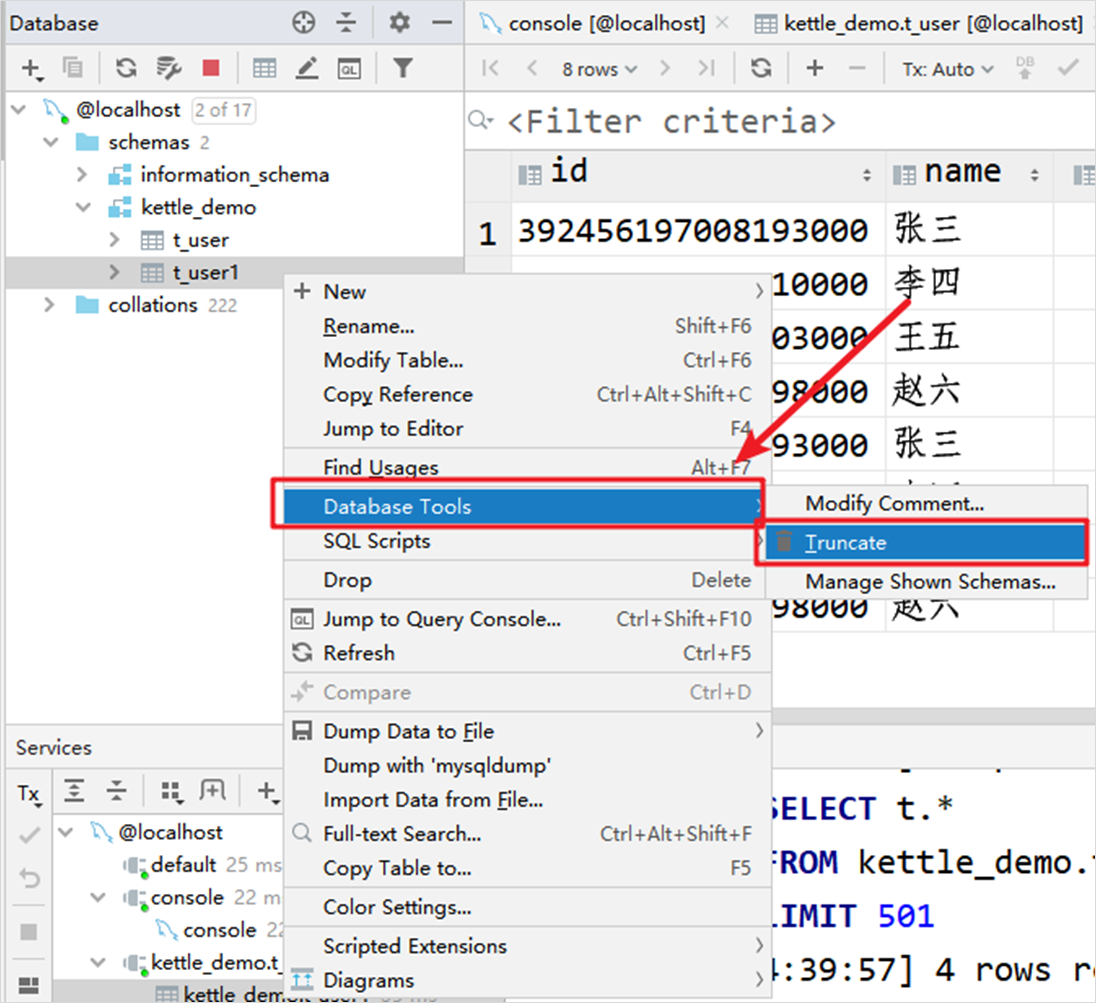 Database
console [@localhost]
kettle_demo.t_user [@localhost]
8 rows
Tx: Auto
DB
QL
@localhost 2 of 17
schemas 2
information_schema
kettle_demo
t_user
t_user1
collations 222
<Filter criteria>
id
name
1 392456197008193000 张三
10000 李四
03000 王五
98000 赵六
93000 张三
98000 赵六
New
Rename... Shift+F6
Modify Table... Ctrl+F6
Copy Reference Ctrl+Alt+Shift+C
Jump to Editor F4
Find Usages Alt+F7
Database Tools
SQL Scripts
Drop Delete
QL Jump to Query Console... Ctrl+Shift+F10
Refresh Ctrl+F5
Compare Ctrl+D
Dump Data to File
Dump with 'mysqldump'
Import Data from File...
Full-text Search... Ctrl+Alt+Shift+F
Copy Table to... F5
Color Settings...
Scripted Extensions
Diagrams
Modify Comment...
Truncate
Manage Shown Schemas...
Services
Tx
@localhost
default 25 ms
console 22 m
console 22
kettle_demo.t_
SELECT t.*
FROM kettle_demo.
LIMIT 501
4:39:57] 4 rows r